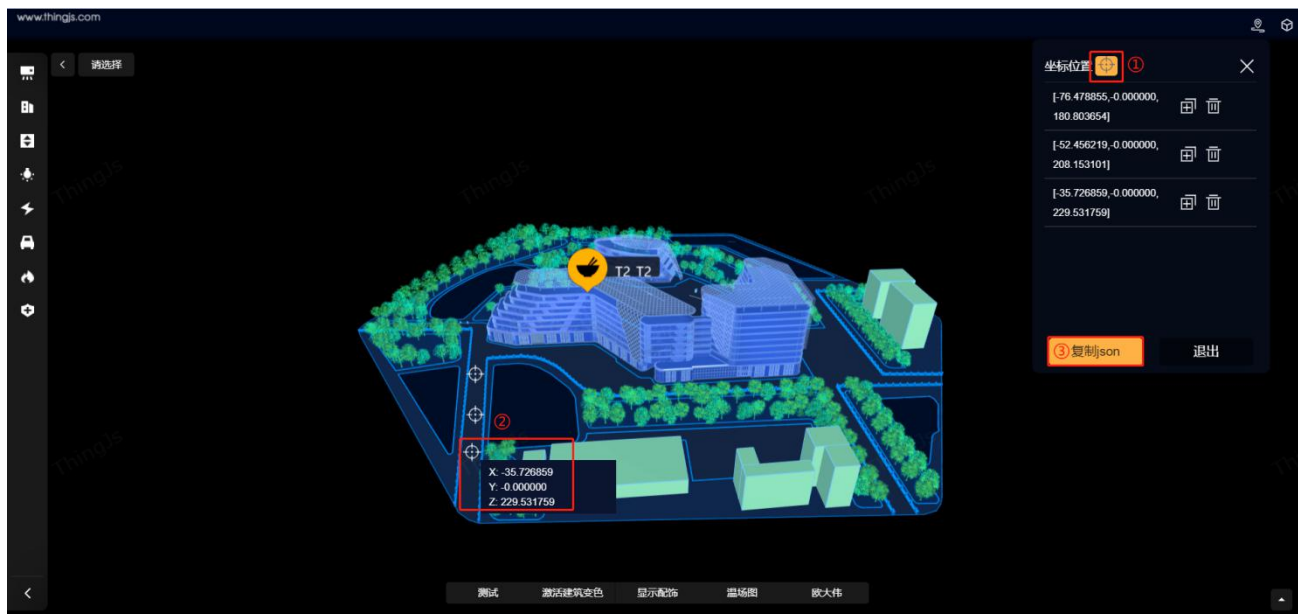 www.thingjs.com
请选择
坐标位置
①
[-76.478855,-0.000000,
180.803654]
[-52.456219,-0.000000,
208.153101]
[-35.726859,-0.000000,
229.531759]
③复制json
退出
T2_T2
②
X: -35.726859
Y: -0.000000
Z: 229.531759
ThingJs
ThingJs
ThingJs
ThingJs
测试
激活建筑变色
显示配饰
温场图
欧大伟